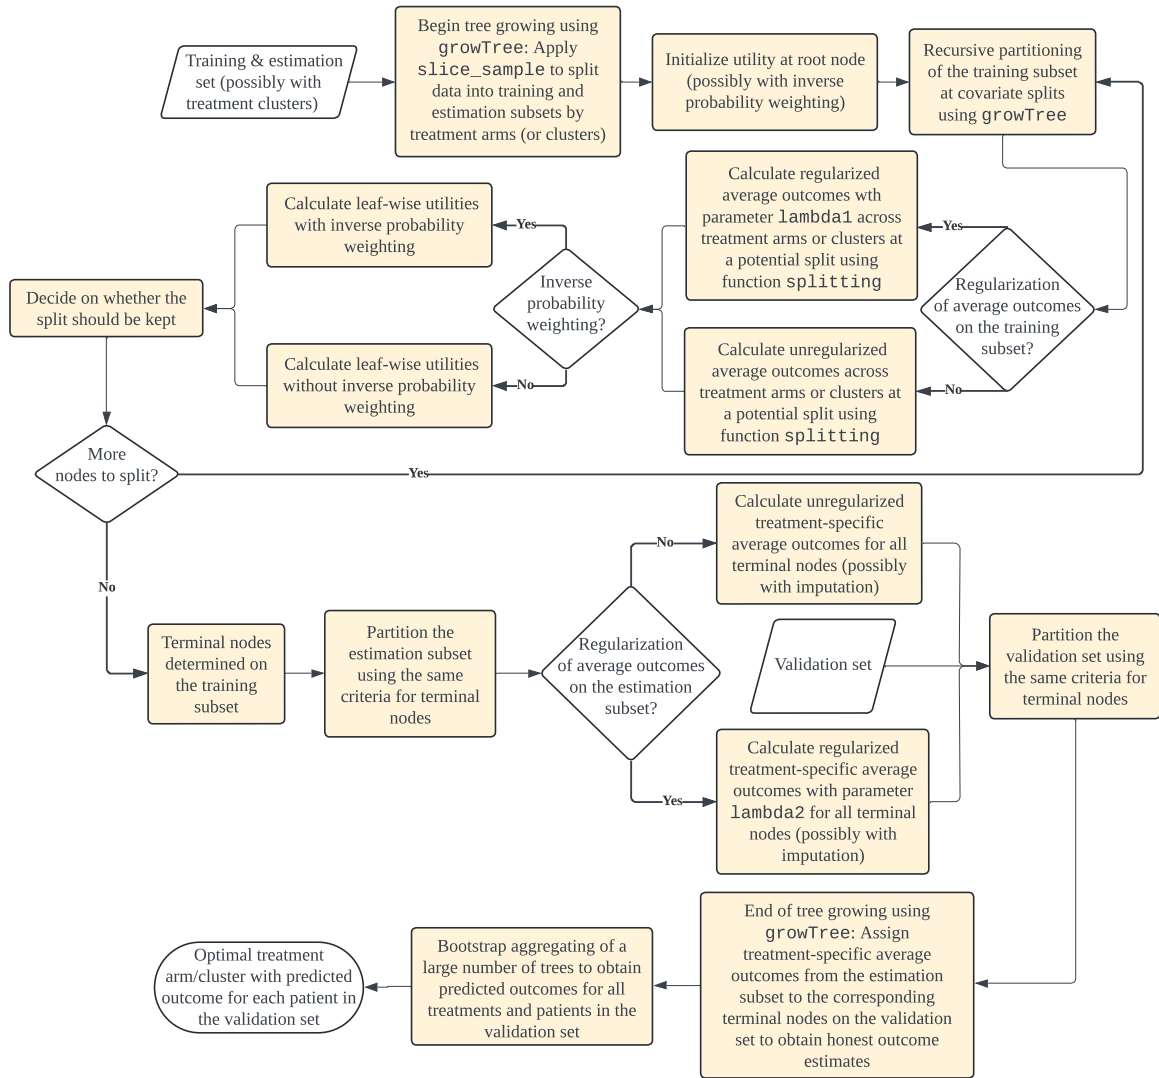 Training & estimation
set (possibly with
treatment clusters)
Begin tree growing using
growTree: Apply
slice_sample to split
data into training and
estimation subsets by
treatment arms (or clusters)
Initialize utility at root node
(possibly with inverse
probability weighting)
Recursive partitioning
of the training subset
at covariate splits
using growTree
Regularization
of average outcomes
on the training
subset?
Yes
No
Calculate regularized
average outcomes wth
parameter lambda1 across
treatment arms or clusters at
a potential split using
function splitting
Calculate unregularized
average outcomes across
treatment arms or clusters at
a potential split using
function splitting
Inverse
probability
weighting?
Yes
No
Calculate leaf-wise utilities
with inverse probability
weighting
Calculate leaf-wise utilities
without inverse probability
weighting
Decide on whether the
split should be kept
More
nodes to split?
Yes
No
Terminal nodes
determined on
the training
subset
Partition the
estimation subset
using the same
criteria for terminal
nodes
Regularization
of average outcomes
on the estimation
subset?
No
Yes
Calculate unregularized
treatment-specific
average outcomes for all
terminal nodes (possibly
with imputation)
Validation set
Calculate regularized
treatment-specific average
outcomes with parameter
lambda2 for all terminal
nodes (possibly with
imputation)
Partition the
validation set using
the same criteria for
terminal nodes
End of tree growing using
growTree: Assign
treatment-specific average
outcomes from the estimation
subset to the corresponding
terminal nodes on the validation
set to obtain honest outcome
estimates
Bootstrap aggregating of a
large number of trees to obtain
predicted outcomes for all
treatments and patients in the
validation set
Optimal treatment
arm/cluster with predicted
outcome for each patient in
the validation set